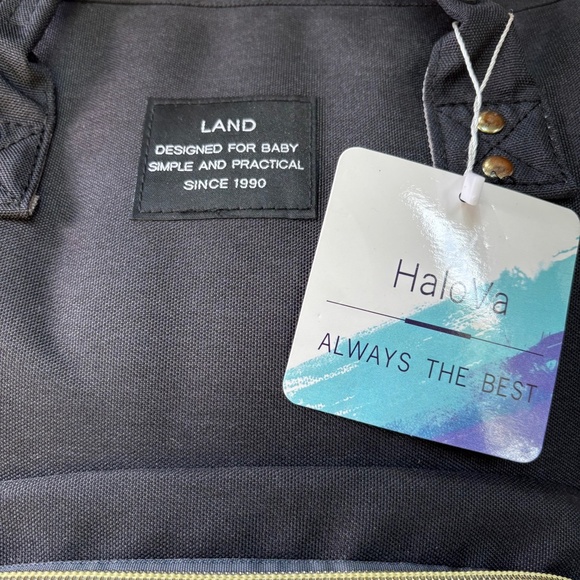 LAND
DESIGNED FOR BABY
SIMPLE AND PRACTICAL
SINCE 1990
HaloVa
ALWAYS THE BEST